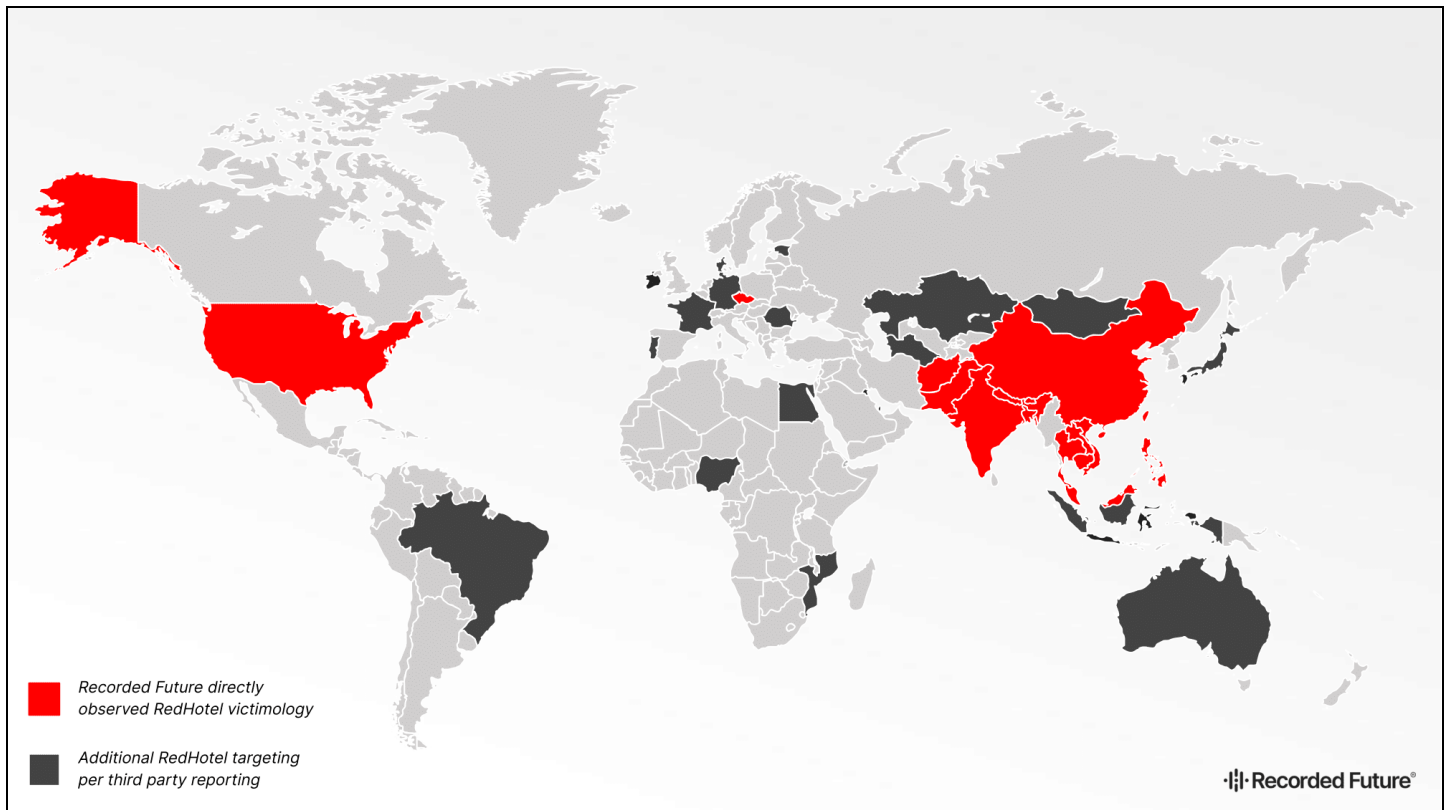 Recorded Future directly
observed RedHotel victimology
Additional RedHotel targeting
per third party reporting
Recorded Future®